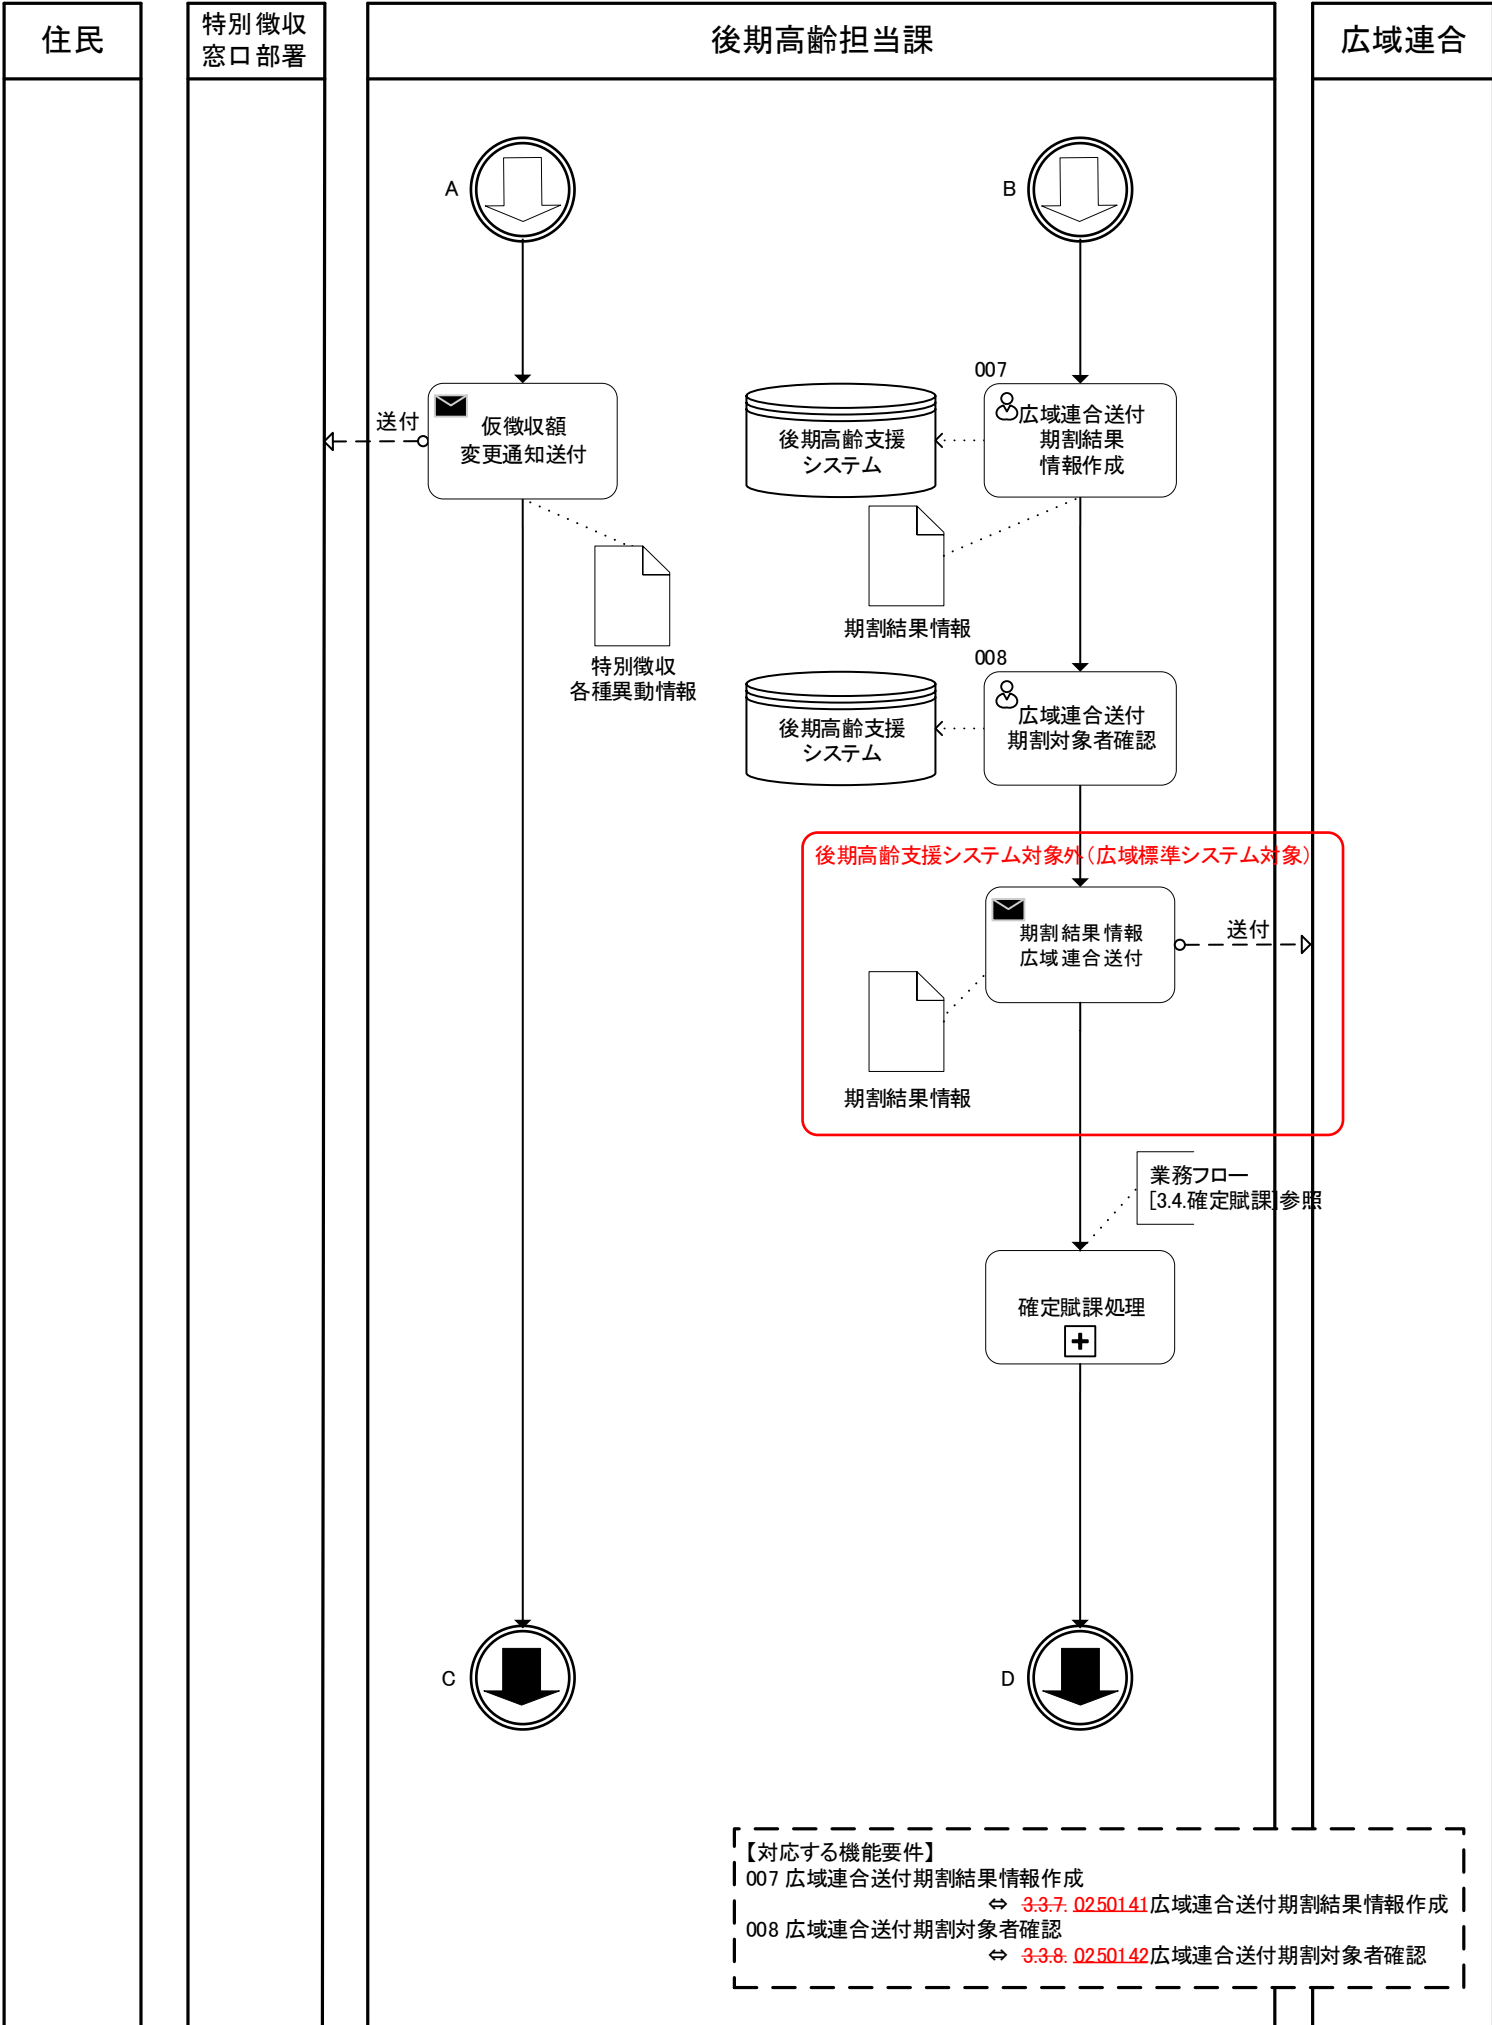 住民
特別徴収
窓口部署
後期高齢担当課
広域連合
A
B
007
送付
仮徴収額
変更通知送付
後期高齢支援
システム
広域連合送付
期割結果
情報作成
期割結果情報
特別徴収
各種異動情報
008
後期高齢支援
システム
広域連合送付
期割対象者確認
後期高齢支援システム対象外（広域標準システム対象）
期割結果情報
広域連合送付
送付
期割結果情報
業務フロー
[3.4.確定賦課]参照
確定賦課処理
C
D
【対応する機能要件】
007 広域連合送付期割結果情報作成
⇔ 3.3.7. 0250141広域連合送付期割結果情報作成
008 広域連合送付期割対象者確認
⇔ 3.3.8. 0250142広域連合送付期割対象者確認